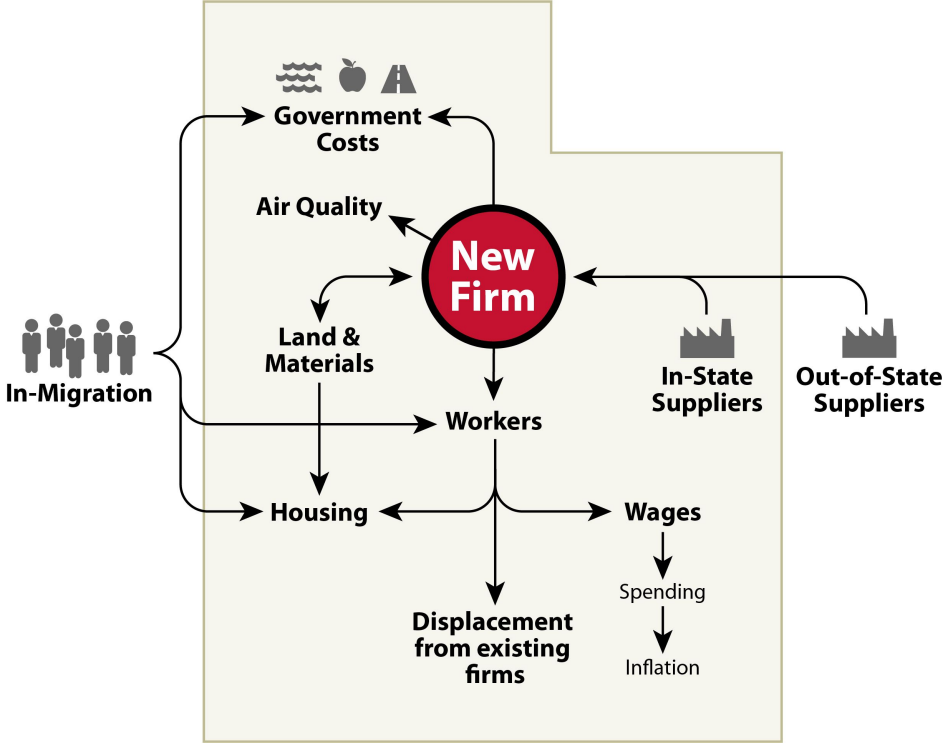 Government
Costs
Air Quality
New
Firm
Land &
Materials
In-Migration
In-State
Suppliers
Out-of-State
Suppliers
Workers
Housing
Wages
Spending
Displacement
from existing
firms
Inflation